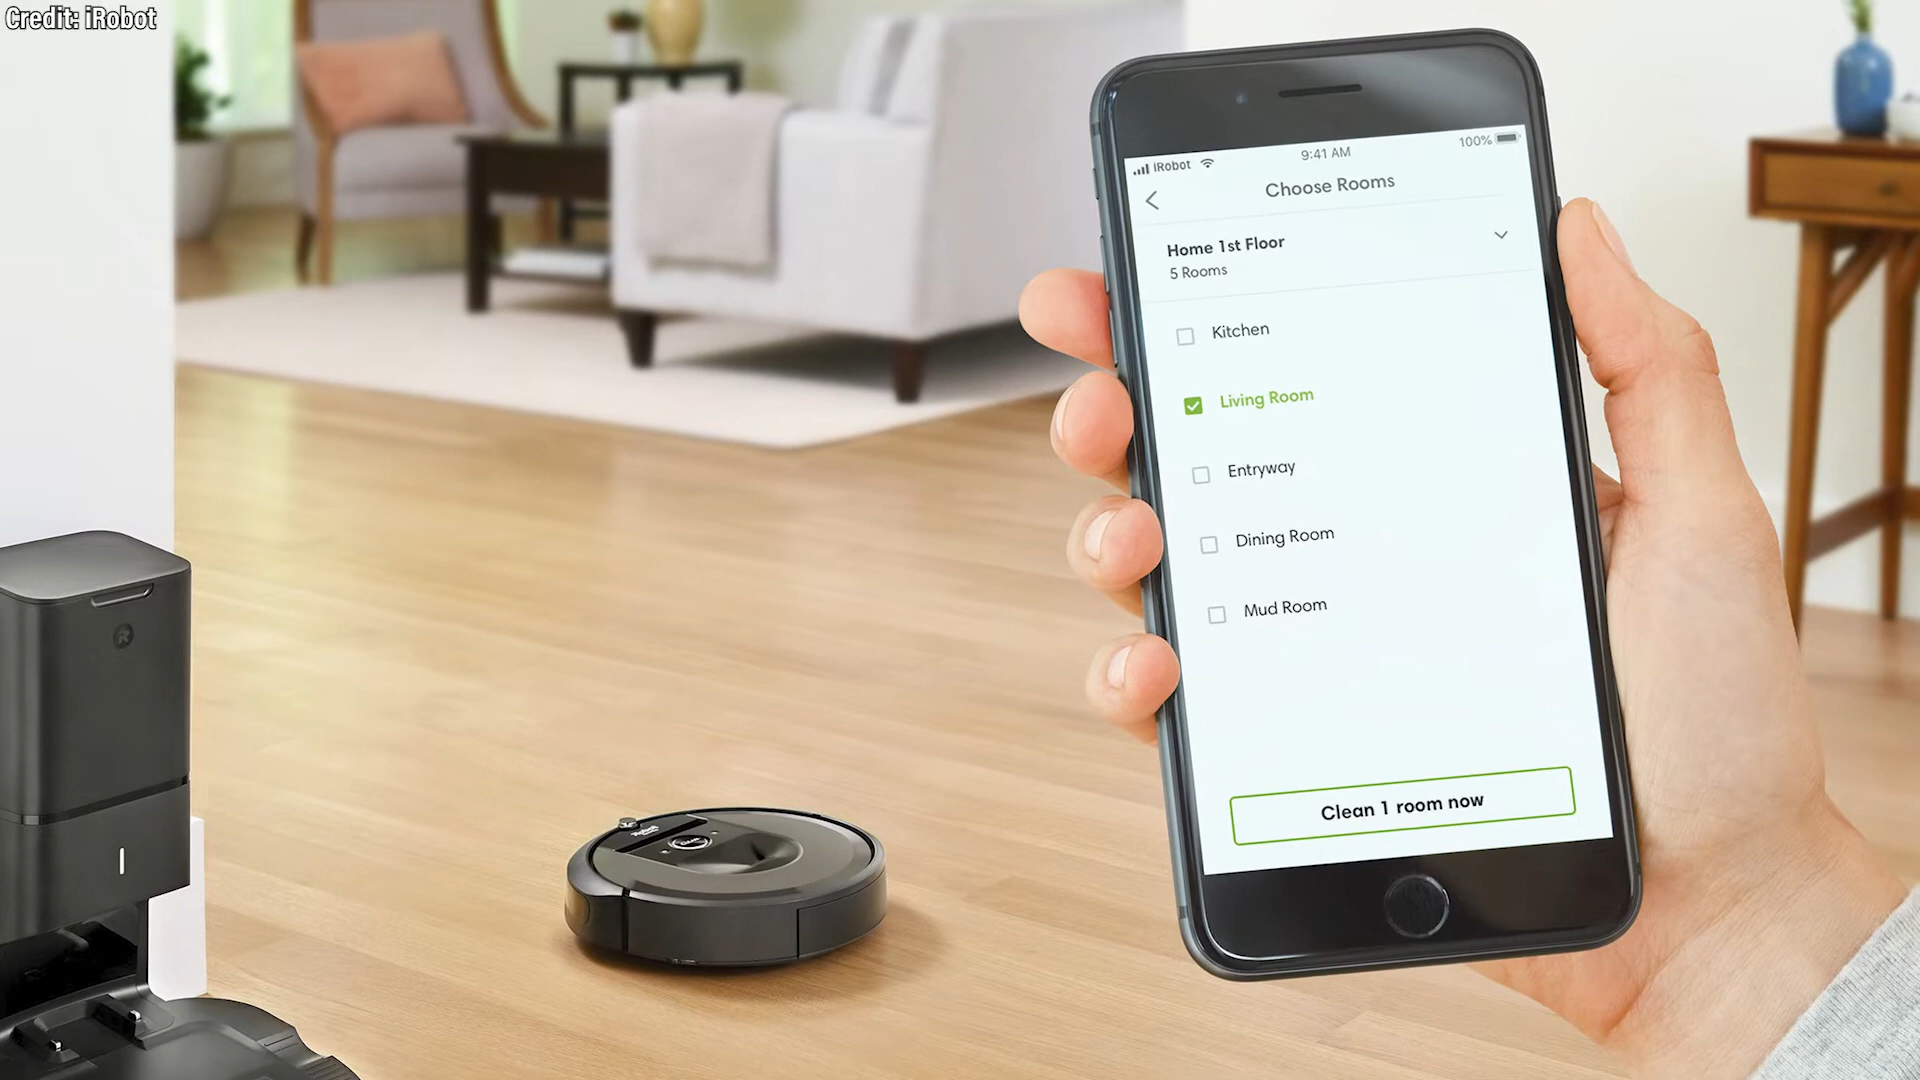 Credit: iRobot
iRobot
9:41 AM
100%
Choose Rooms
Home 1st Floor
5 Rooms
Kitchen
Living Room
Entryway
Dining Room
Mud Room
Clean 1 room now
iRobot